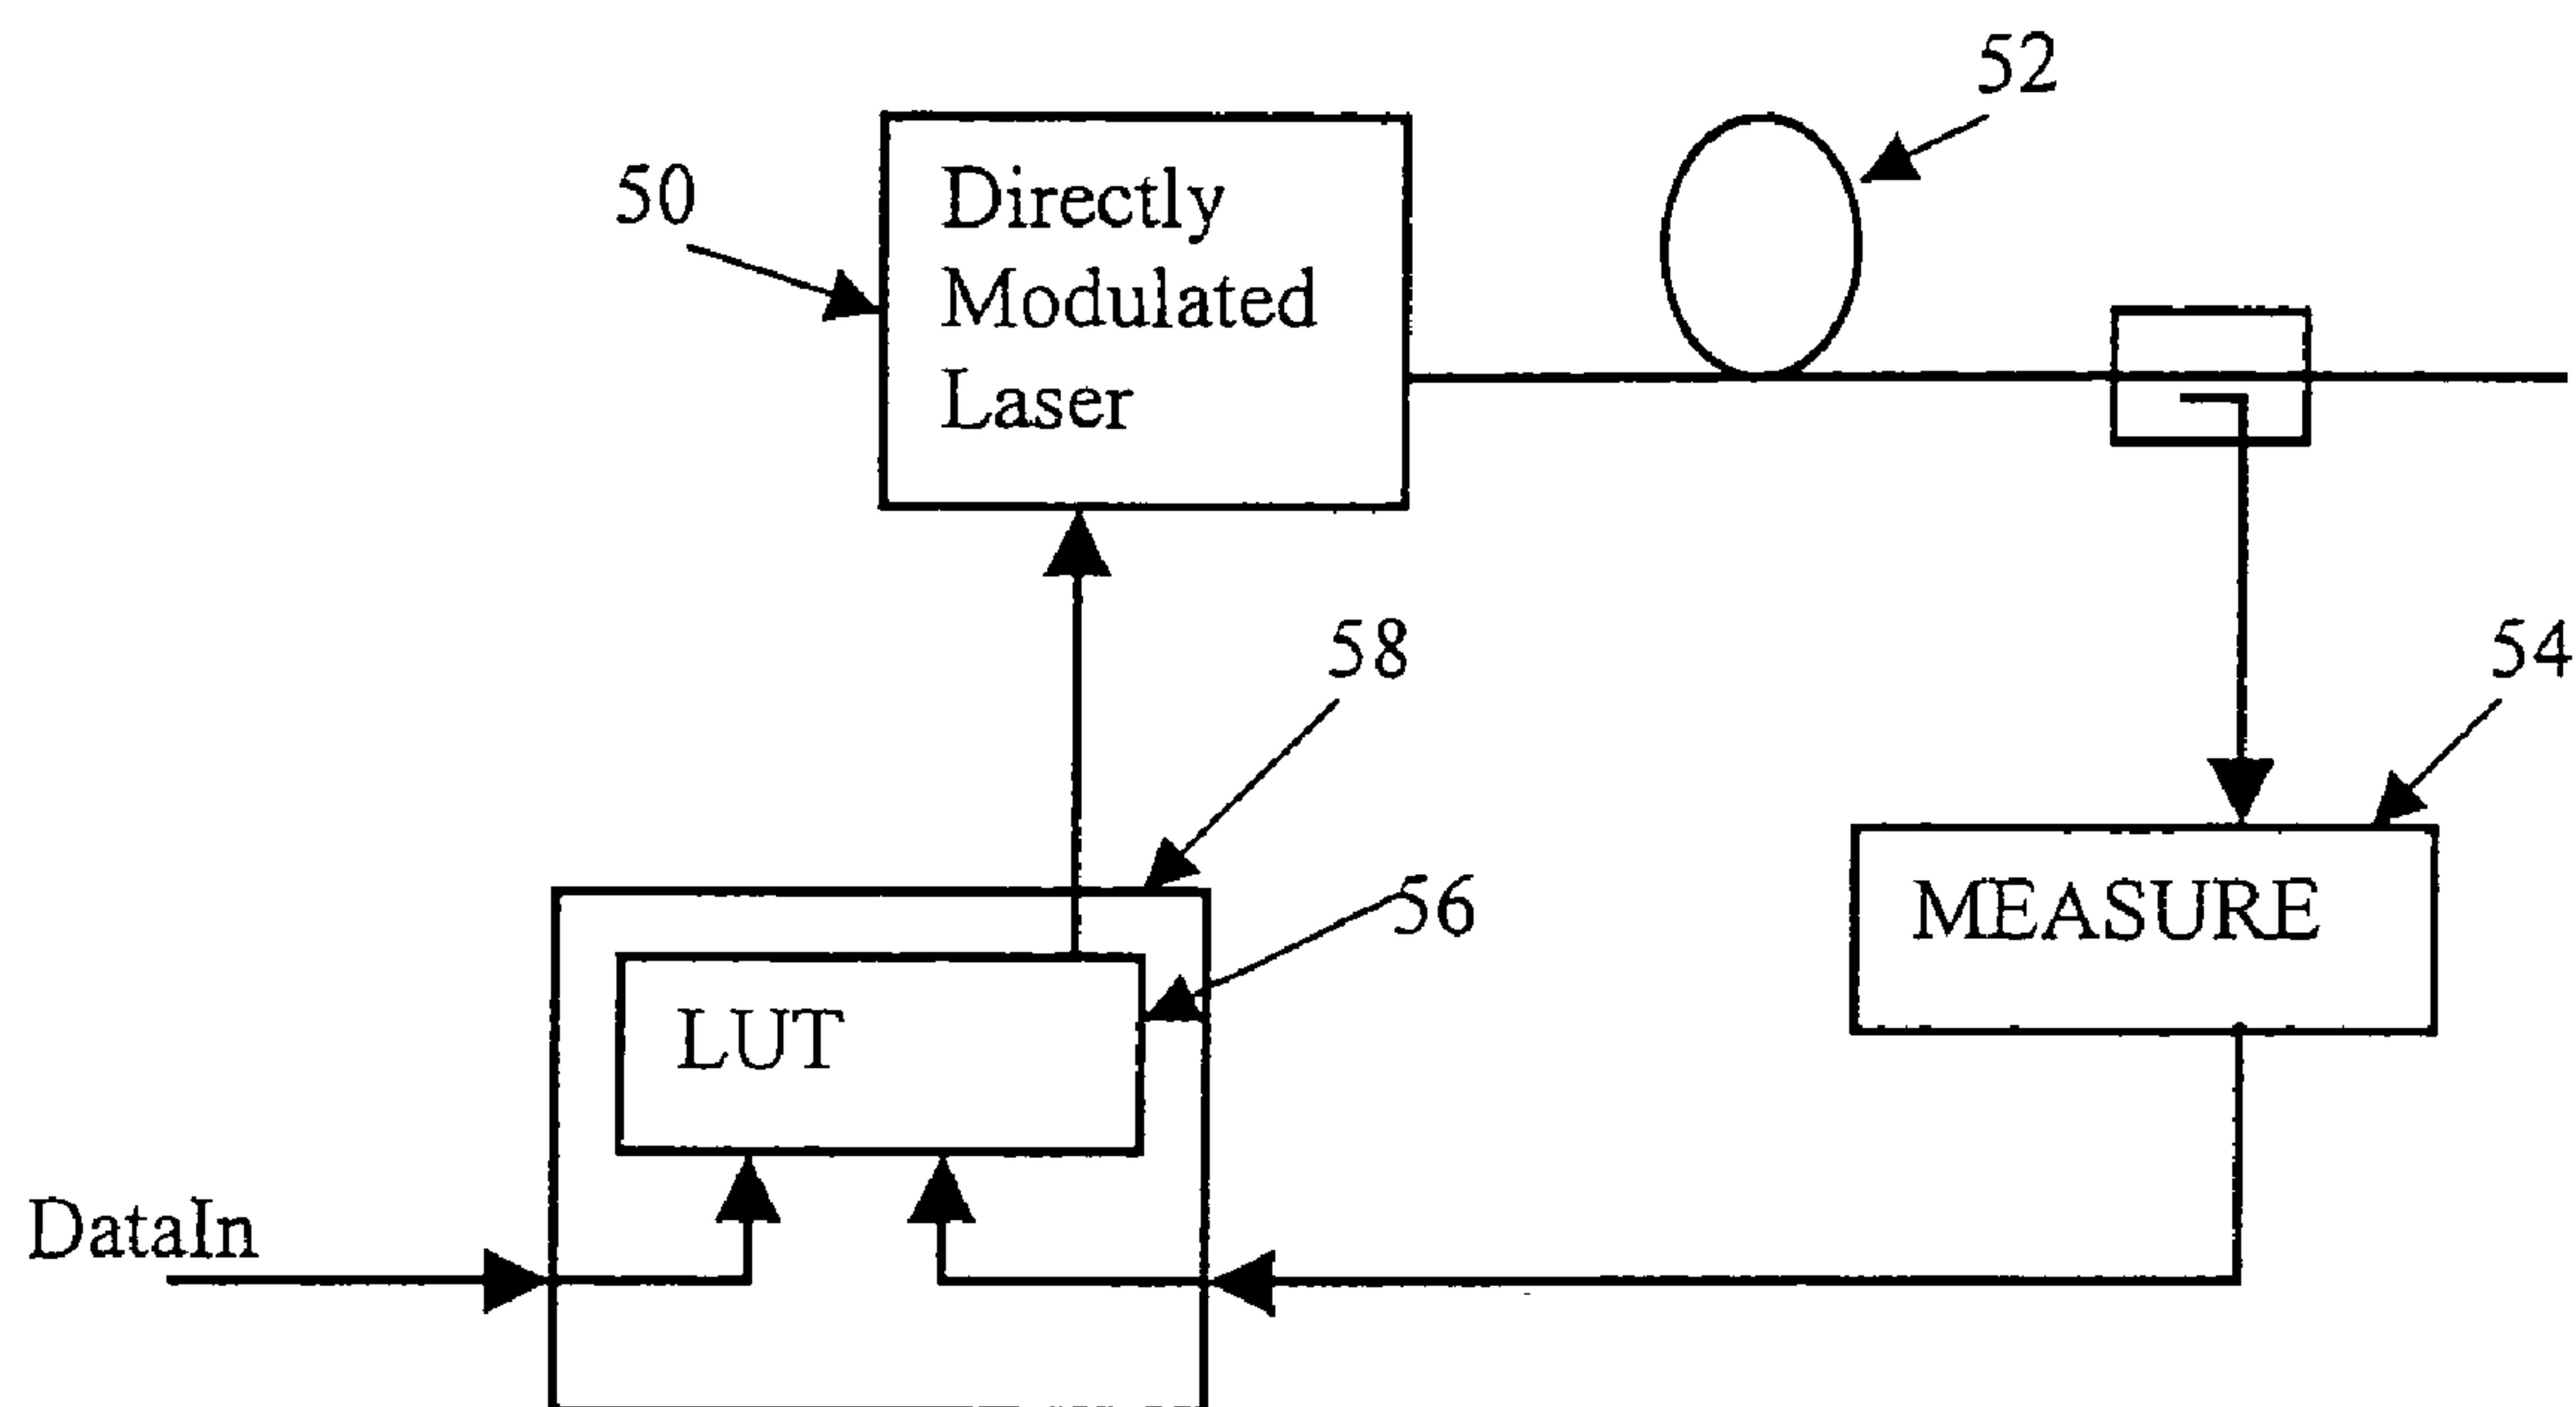 52
50
Directly
Modulated
Laser
58
54
56
MEASURE
LUT
DataIn